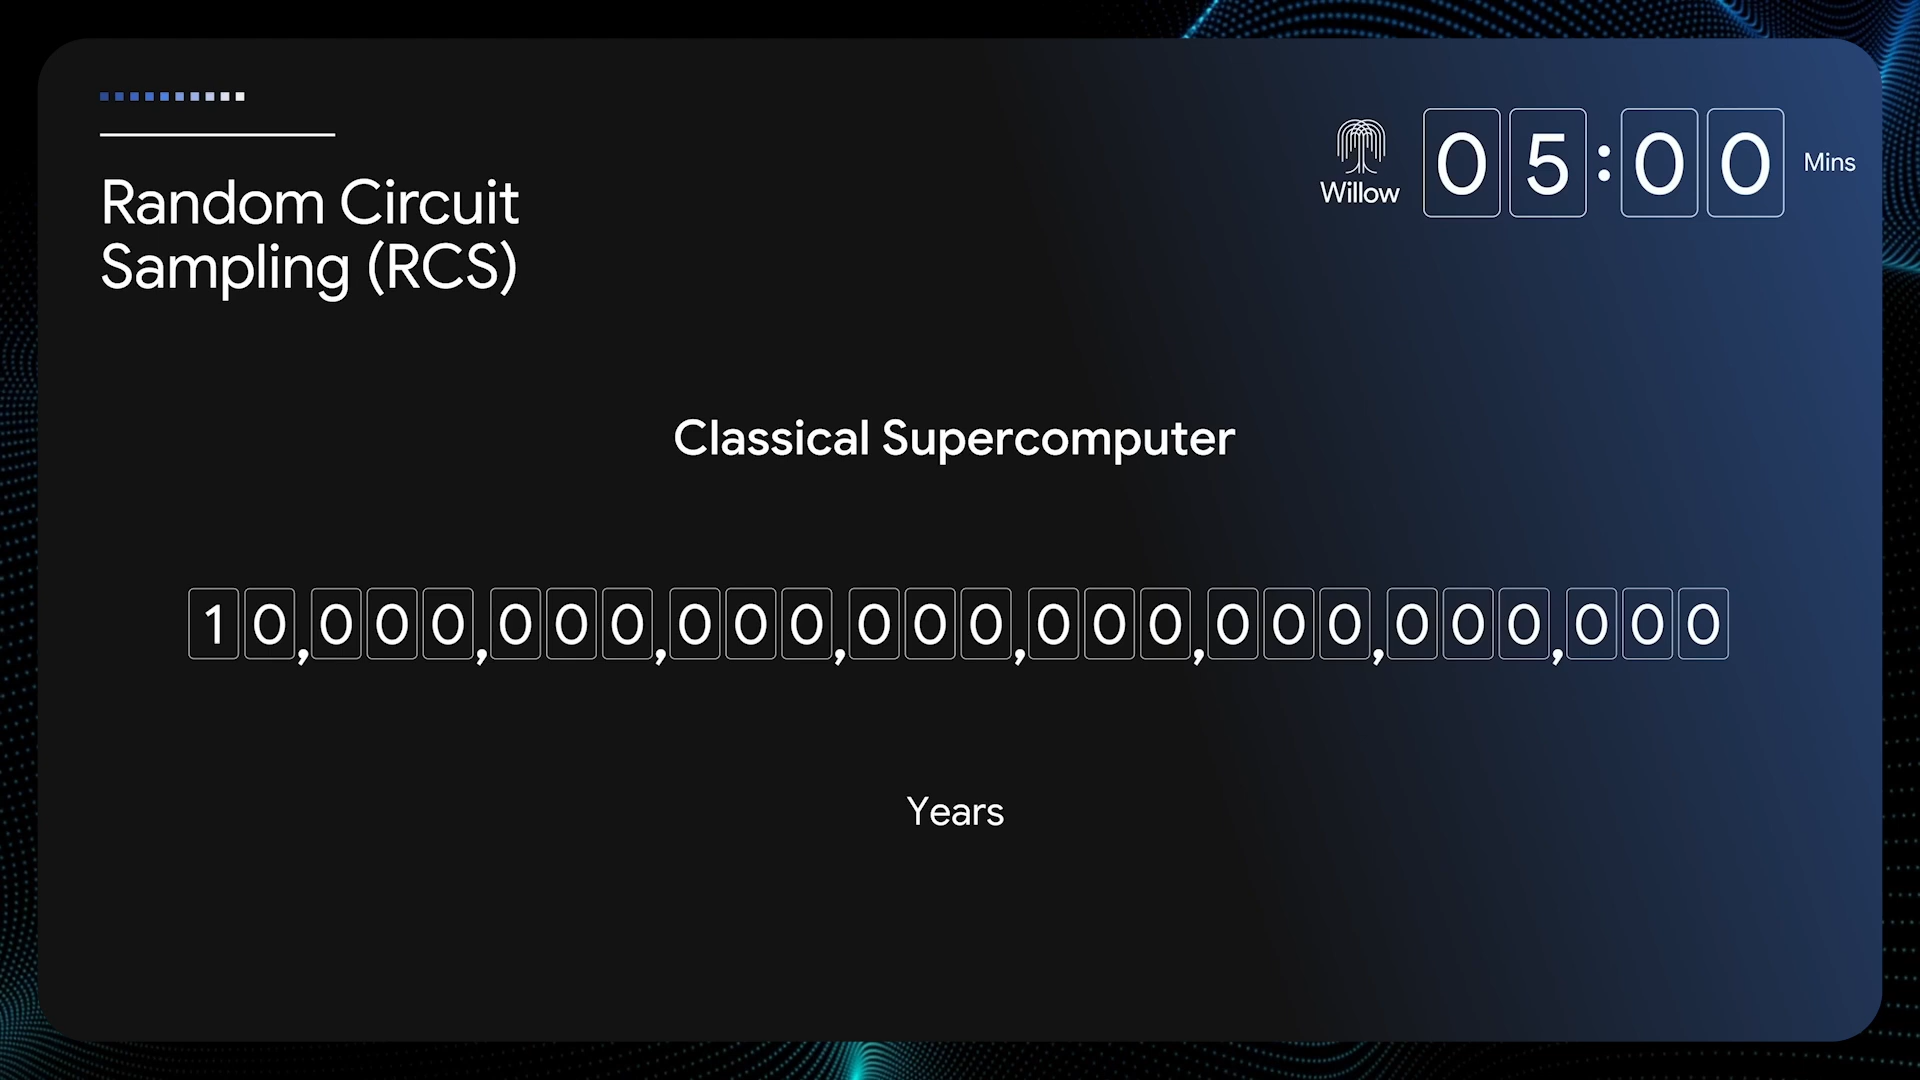 Random Circuit
Sampling (RCS)
Willow
05:00 Mins
Classical Supercomputer
10,000,000,000,000,000,000,000,000
Years